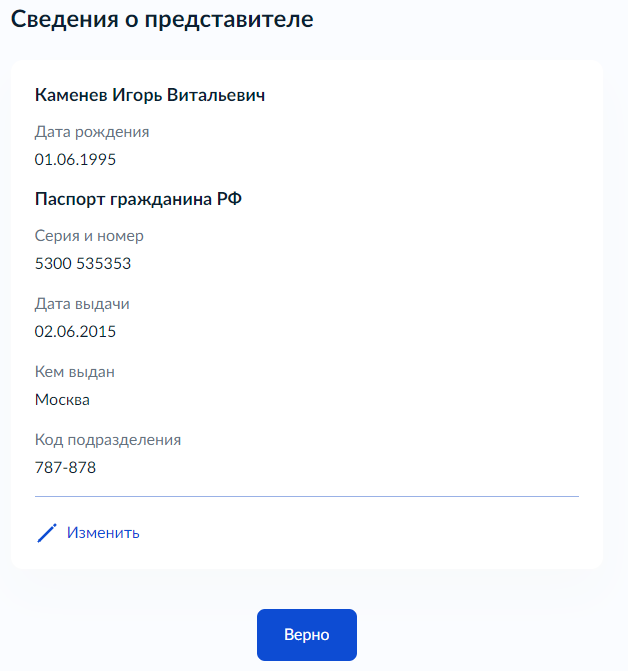 Сведения о представителе
Каменев Игорь Витальевич
Дата рождения
01.06.1995
Паспорт гражданина РФ
Серия и номер
5300 535353
Дата выдачи
02.06.2015
Кем выдан
Москва
Код подразделения
787-878
Изменить
Верно